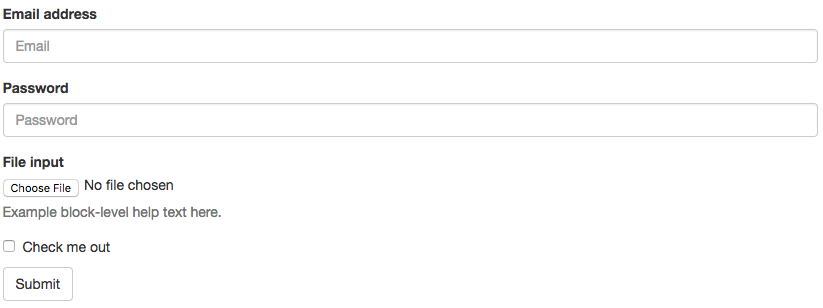 Email address
Email
Password
Password
File input
Choose File No file chosen
Example block-level help text here.
Check me out
Submit